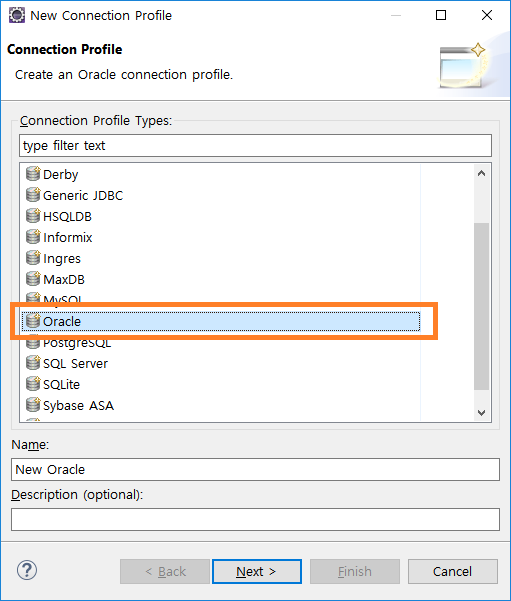 New Connection Profile
Connection Profile
Create an Oracle connection profile.
Connection Profile Types:
type filter text
Derby
Generic JDBC
HSQLDB
Informix
Ingres
MaxDB
MySQL
Oracle
PostgreSQL
SQL Server
SQLite
Sybase ASA
Name:
New Oracle
Description (optional):
?
< Back
Next >
Finish
Cancel